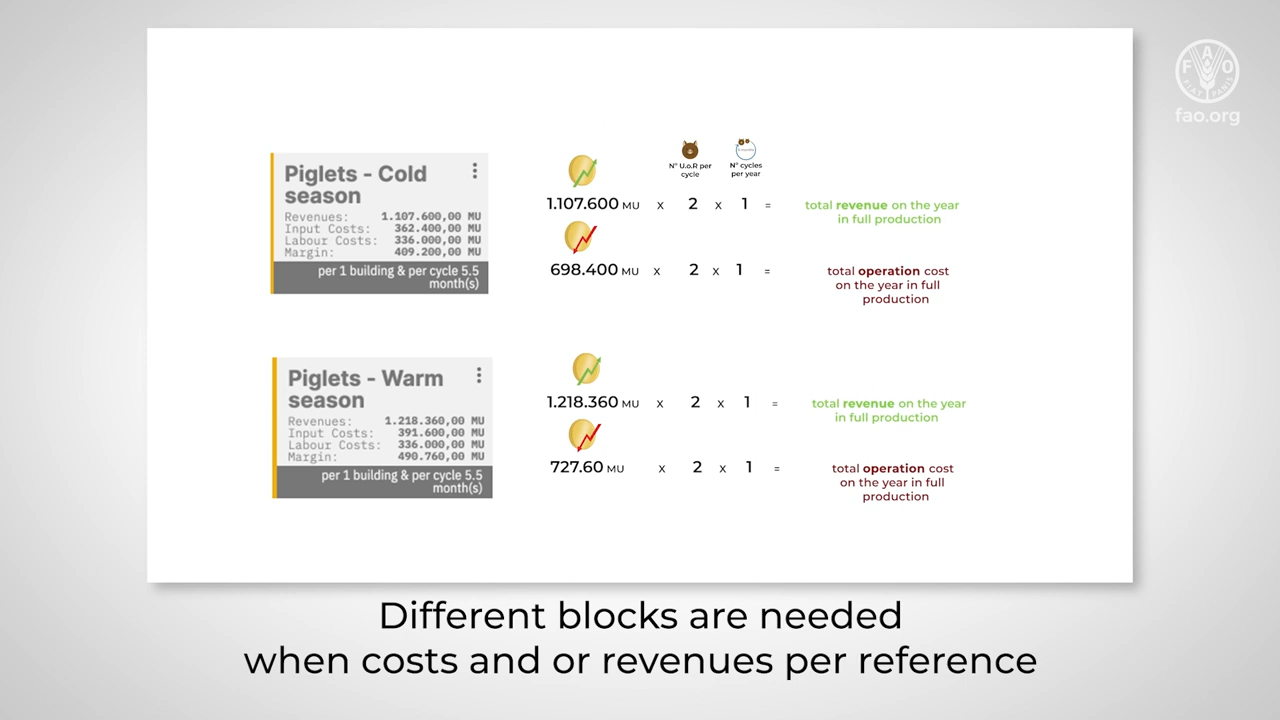 FAO
FIAT PANIS
fao.org
Piglets - Cold
season
Revenues: 1.107.600,00 MU
Input Costs: 362.400,00 MU
Labour Costs: 336.000,00 MU
Margin: 409.200,00 MU
per 1 building & per cycle 5.5
month(s)
N° U.o.R per
cycle
N° cycles
per year
1.107.600 MU x 2 x 1 =
total revenue on the year
in full production
698.400 MU x 2 x 1 =
total operation cost
on the year in full
production
Piglets - Warm
season
Revenues: 1.218.360,00 MU
Input Costs: 391.600,00 MU
Labour Costs: 336.000,00 MU
Margin: 490.760,00 MU
per 1 building & per cycle 5.5
month(s)
1.218.360 MU x 2 x 1 =
total revenue on the year
in full production
727.60 MU x 2 x 1 =
total operation cost
on the year in full
production
Different blocks are needed
when costs and or revenues per reference